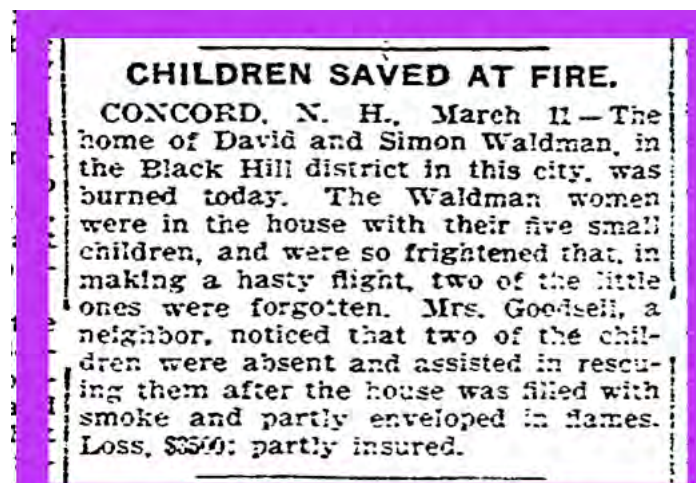 CHILDREN SAVED AT FIRE.
CONCORD, N. H., March 11 — The
home of David and Simon Waldman, in
the Black Hill district in this city, was
burned today. The Waldman women
were in the house with their five small
children, and were so frightened that, in
making a hasty flight, two of the little
ones were forgotten. Mrs. Goodsell, a
neighbor, noticed that two of the chil-
dren were absent and assisted in rescu-
ing them after the house was filled with
smoke and partly enveloped in flames.
Loss, $3500; partly insured.